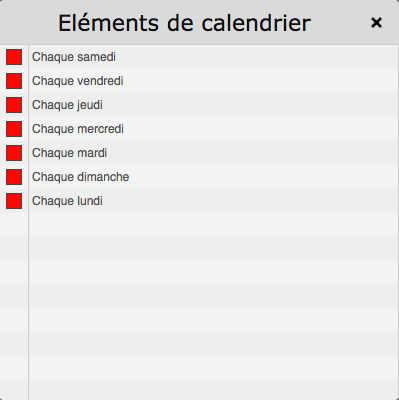 Eléments de calendrier ×
Chaque samedi
Chaque vendredi
Chaque jeudi
Chaque mercredi
Chaque mardi
Chaque dimanche
Chaque lundi